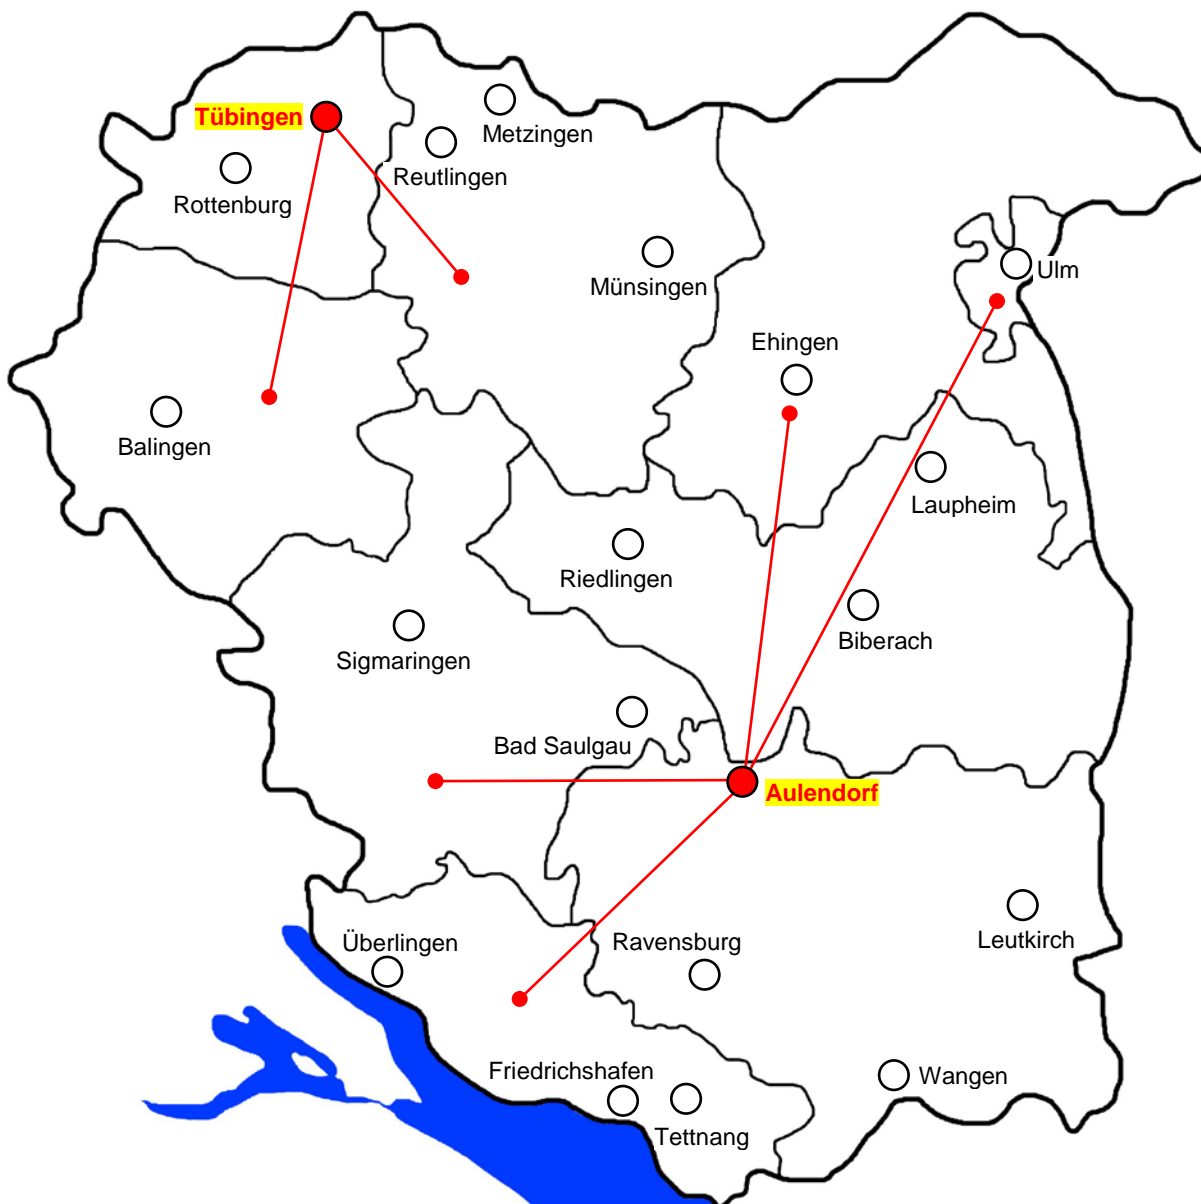 Tübingen
Metzingen
Reutlingen
Rottenburg
Münsingen
Ulm
Ehingen
Balingen
Laupheim
Riedlingen
Biberach
Sigmaringen
Bad Saulgau
Aulendorf
Überlingen
Ravensburg
Leutkirch
Friedrichshafen
Wangen
Tettnang